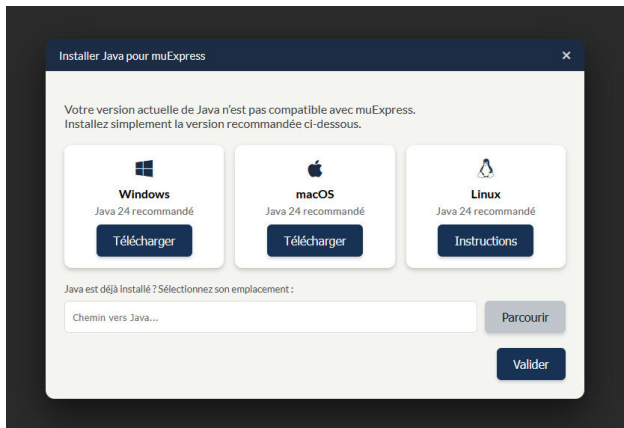 Installer Java pour muExpress ×
Votre version actuelle de Java n'est pas compatible avec muExpress.
Installez simplement la version recommandée ci-dessous.
Windows macOS Linux
Java 24 recommandé Java 24 recommandé Java 24 recommandé
Télécharger Télécharger Instructions
Java est déjà installé ? Sélectionnez son emplacement :
Chemin vers Java... Parcourir
Valider